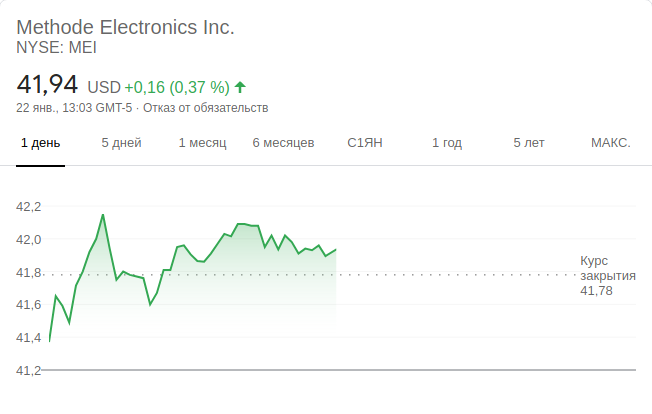 Methode Electronics Inc.
NYSE: MEI
41,94 USD +0,16 (0,37 %)
22 янв., 13:03 GMT-5 · Отказ от обязательств
1 день 5 дней 1 месяц 6 месяцев С1ЯН 1 год 5 лет МАКС.
42,2
42,0
41,8
41,6
41,4
41,2
Курс
закрытия
41,78